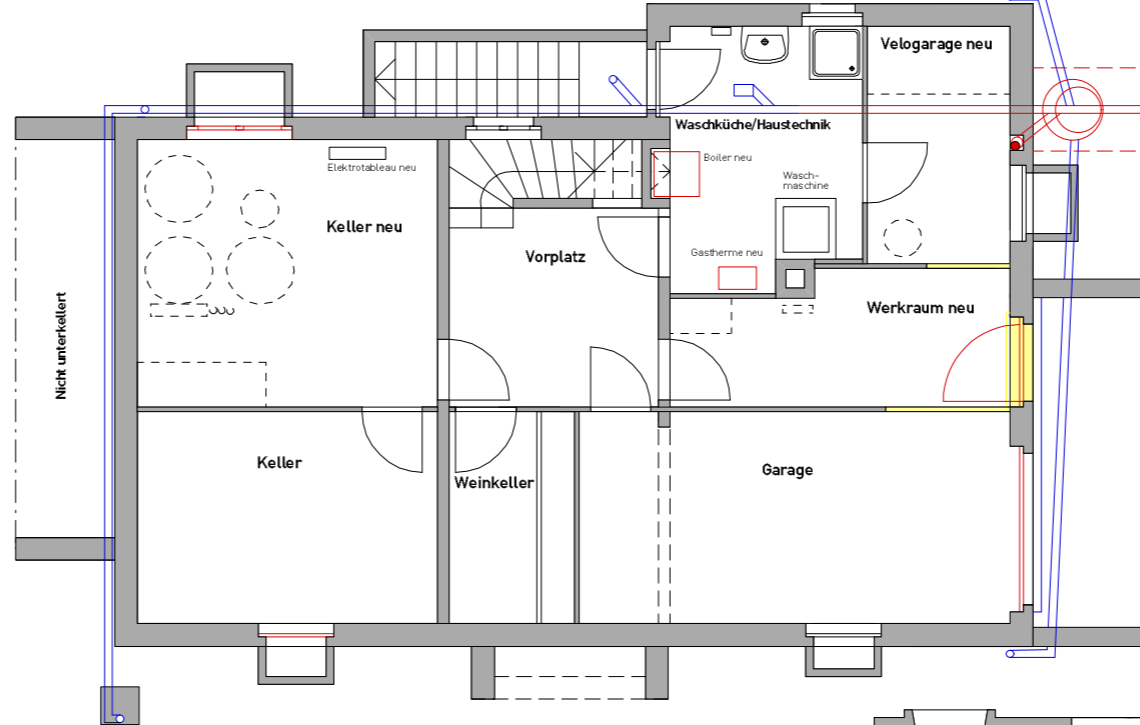 Velogarage neu
Waschküche/Haustechnik
Elektrotableau neu
Boiler neu
Wasch-
maschine
Keller neu
Vorplatz
Gastherme neu
Werkraum neu
Nicht unterkellert
Keller
Weinkeller
Garage